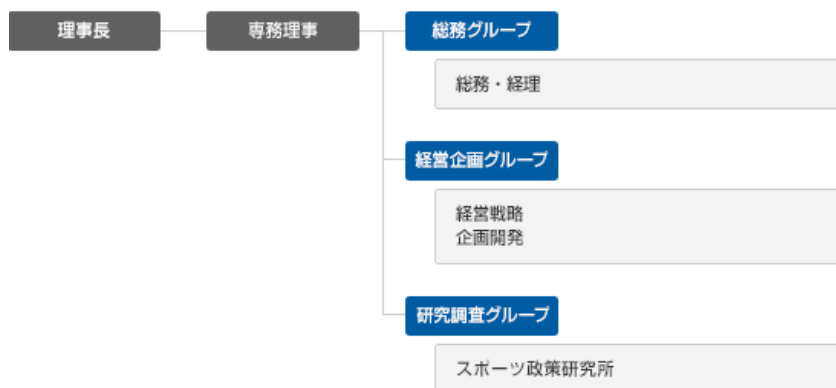 理事長
専務理事
総務グループ
総務・経理
経営企画グループ
経営戦略
企画開発
研究調査グループ
スポーツ政策研究所